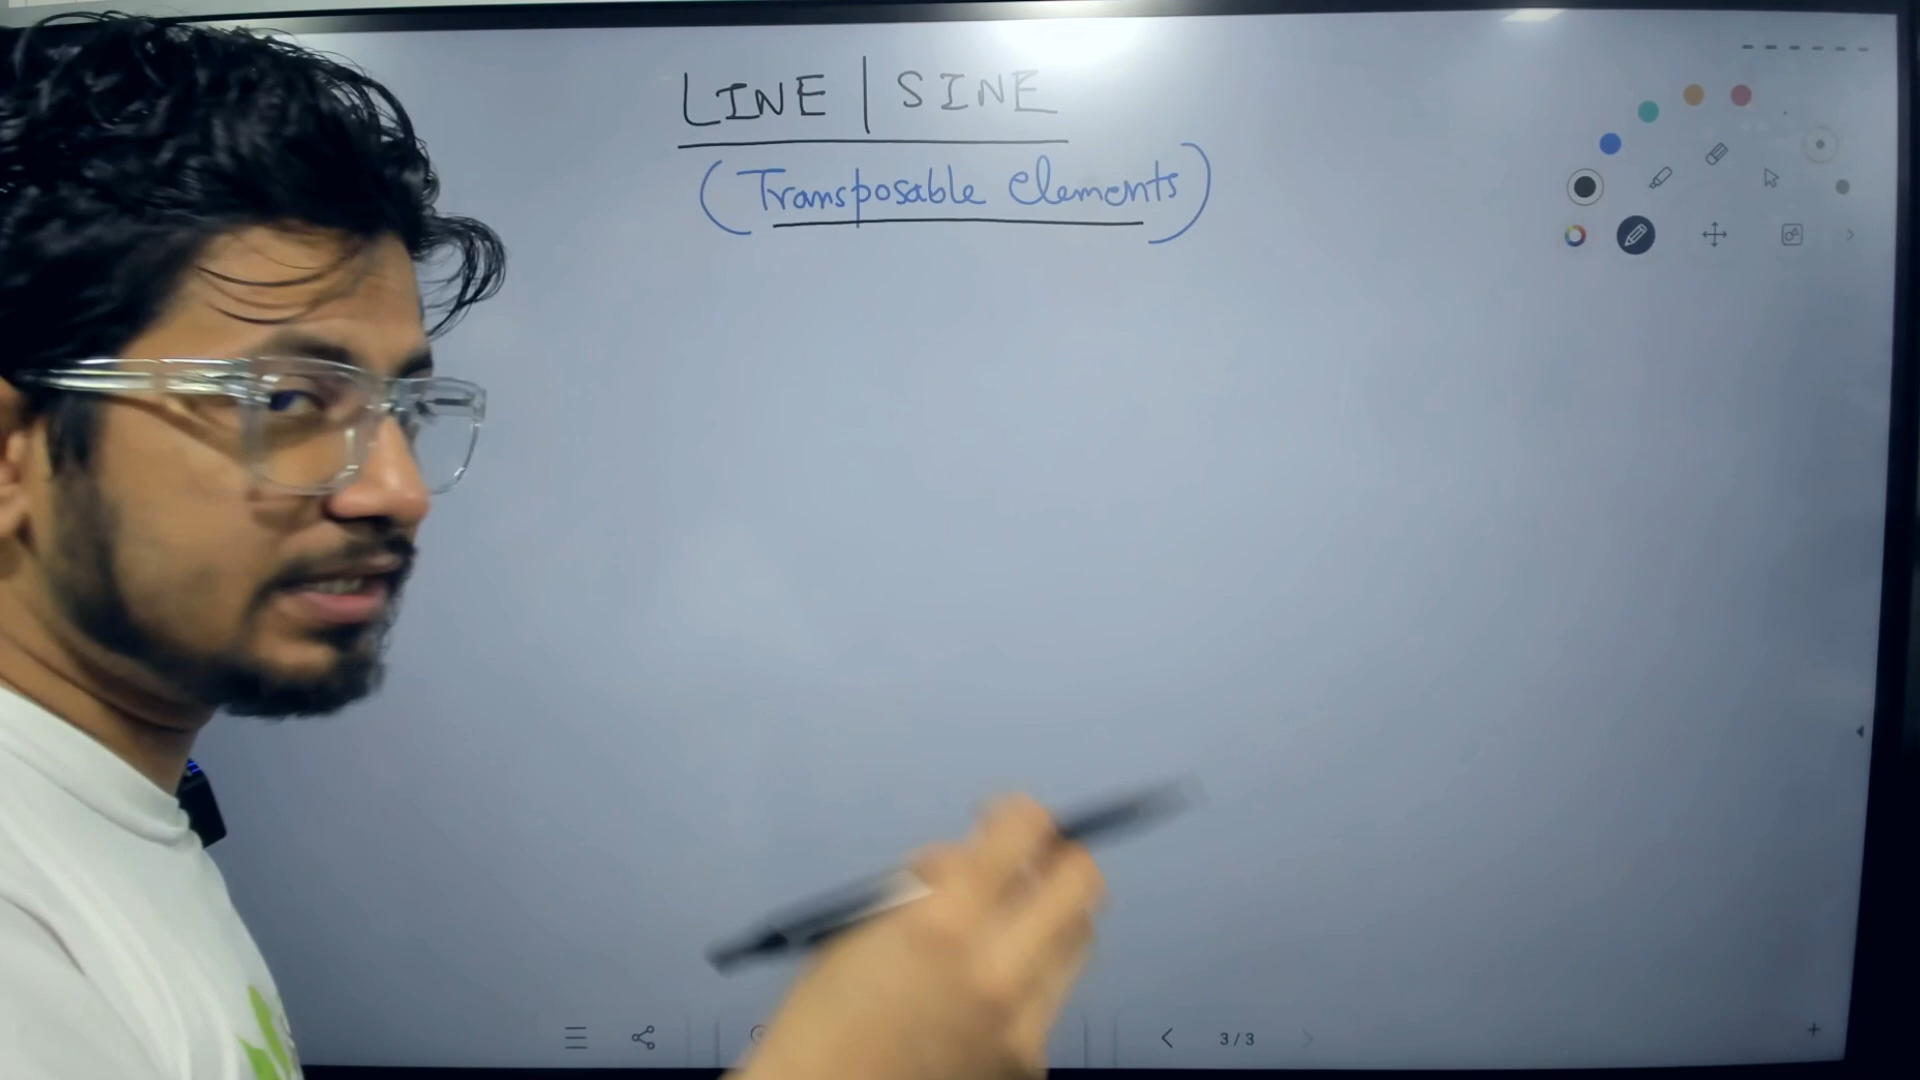 LINE | SINE
(Transposable elements)
3/3